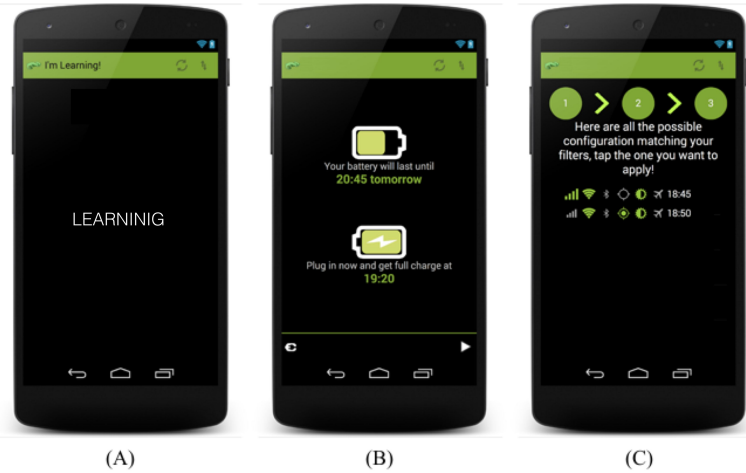 I'm Learning!
LEARNINIG
(A)
Your battery will last until
20:45 tomorrow
Plug in now and get full charge at
19:20
(B)
1 2 3
Here are all the possible
configuration matching your
filters, tap the one you want to
apply!
18:45
18:50
(C)